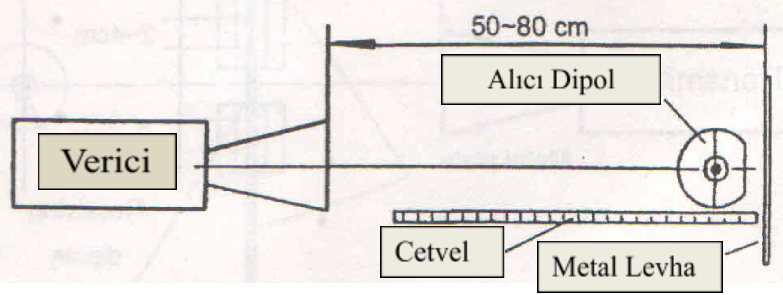 50~80 cm
Alıcı Dipol
Verici
Cetvel
Metal Levha